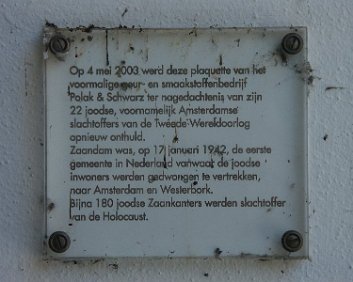 Op 4 mei 2003 werd deze plaquette van het
voormalige geur- en smaakstoffenbedrijf
Polak & Schwarz ter nagedachtenis van zijn
22 joodse, voornamelijk Amsterdamse
slachtoffers van de Tweede Wereldoorlog
opnieuw onthuld.
Zaandam was, op 17 januari 1942, de eerste
gemeente in Nederland vanwaar de joodse
inwoners werden gedwongen te vertrekken,
naar Amsterdam en Westerbork.
Bijna 180 joodse Zaankanters werden slachtoffer
van de Holocaust.